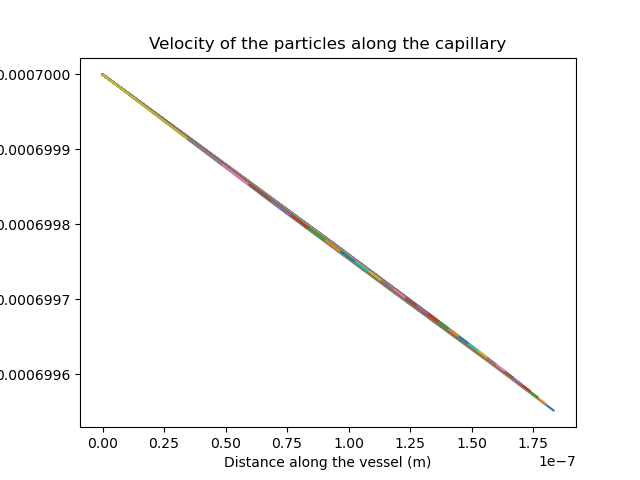 Velocity of the particles along the capillary
0.0007000
0.0006999
0.0006998
0.0006997
0.0006996
0.00 0.25 0.50 0.75 1.00 1.25 1.50 1.75
1e−7
Distance along the vessel (m)